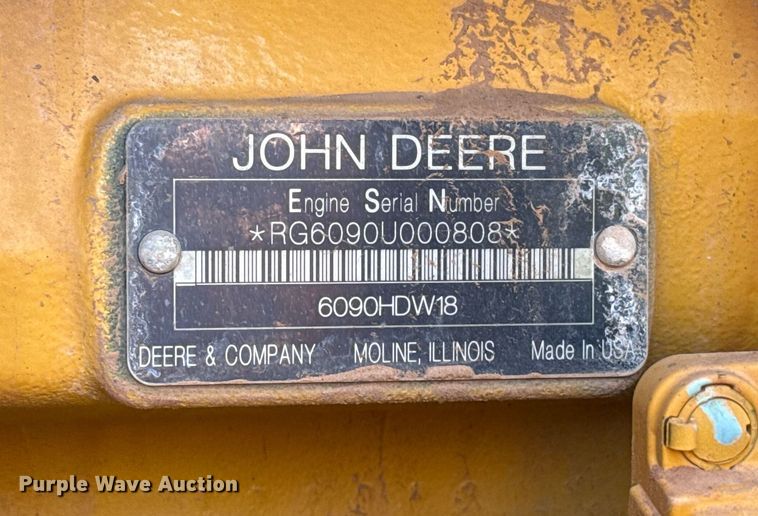 JOHN DEERE
Engine Serial Number
*RG6090U000808*
6090HDW18
DEERE & COMPANY MOLINE, ILLINOIS Made In USA
Purple Wave Auction